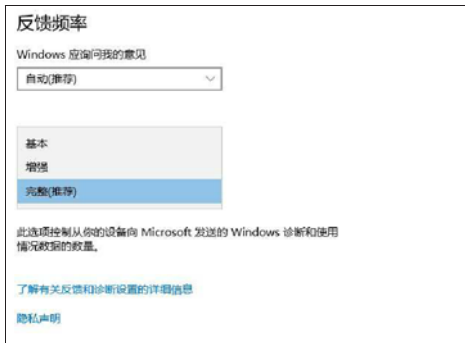 反馈频率
Windows 应询问我的意见
自动(推荐)
基本
增强
完整(推荐)
此选项控制从你的设备向 Microsoft 发送的 Windows 诊断和使用
情况数据的数量。
了解有关反馈和诊断设置的详细信息
隐私声明